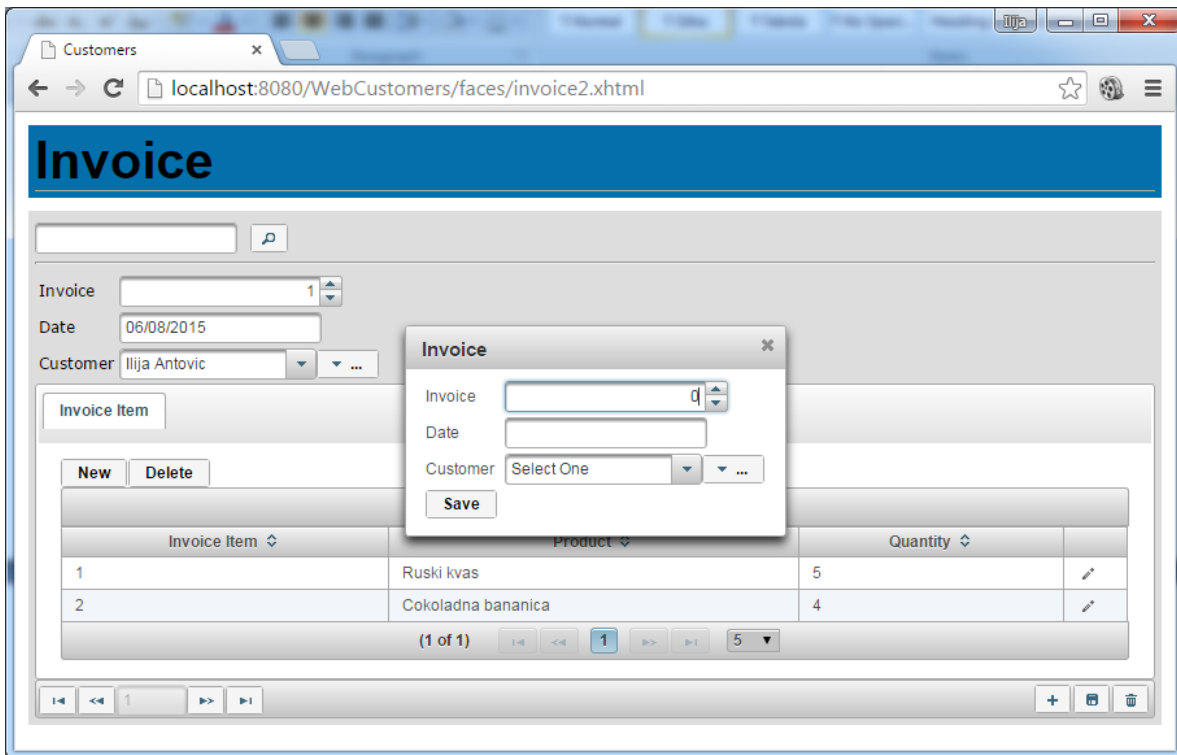 Ilija
Customers
localhost:8080/WebCustomers/faces/invoice2.xhtml
Invoice
Invoice 1
Date 06/08/2015
Customer Ilija Antovic ...
Invoice
Invoice 0
Date
Customer Select One ...
Save
Invoice Item
New Delete
Invoice Item Product Quantity
1 Ruski kvas 5
2 Cokoladna bananica 4
(1 of 1) 1 5
1